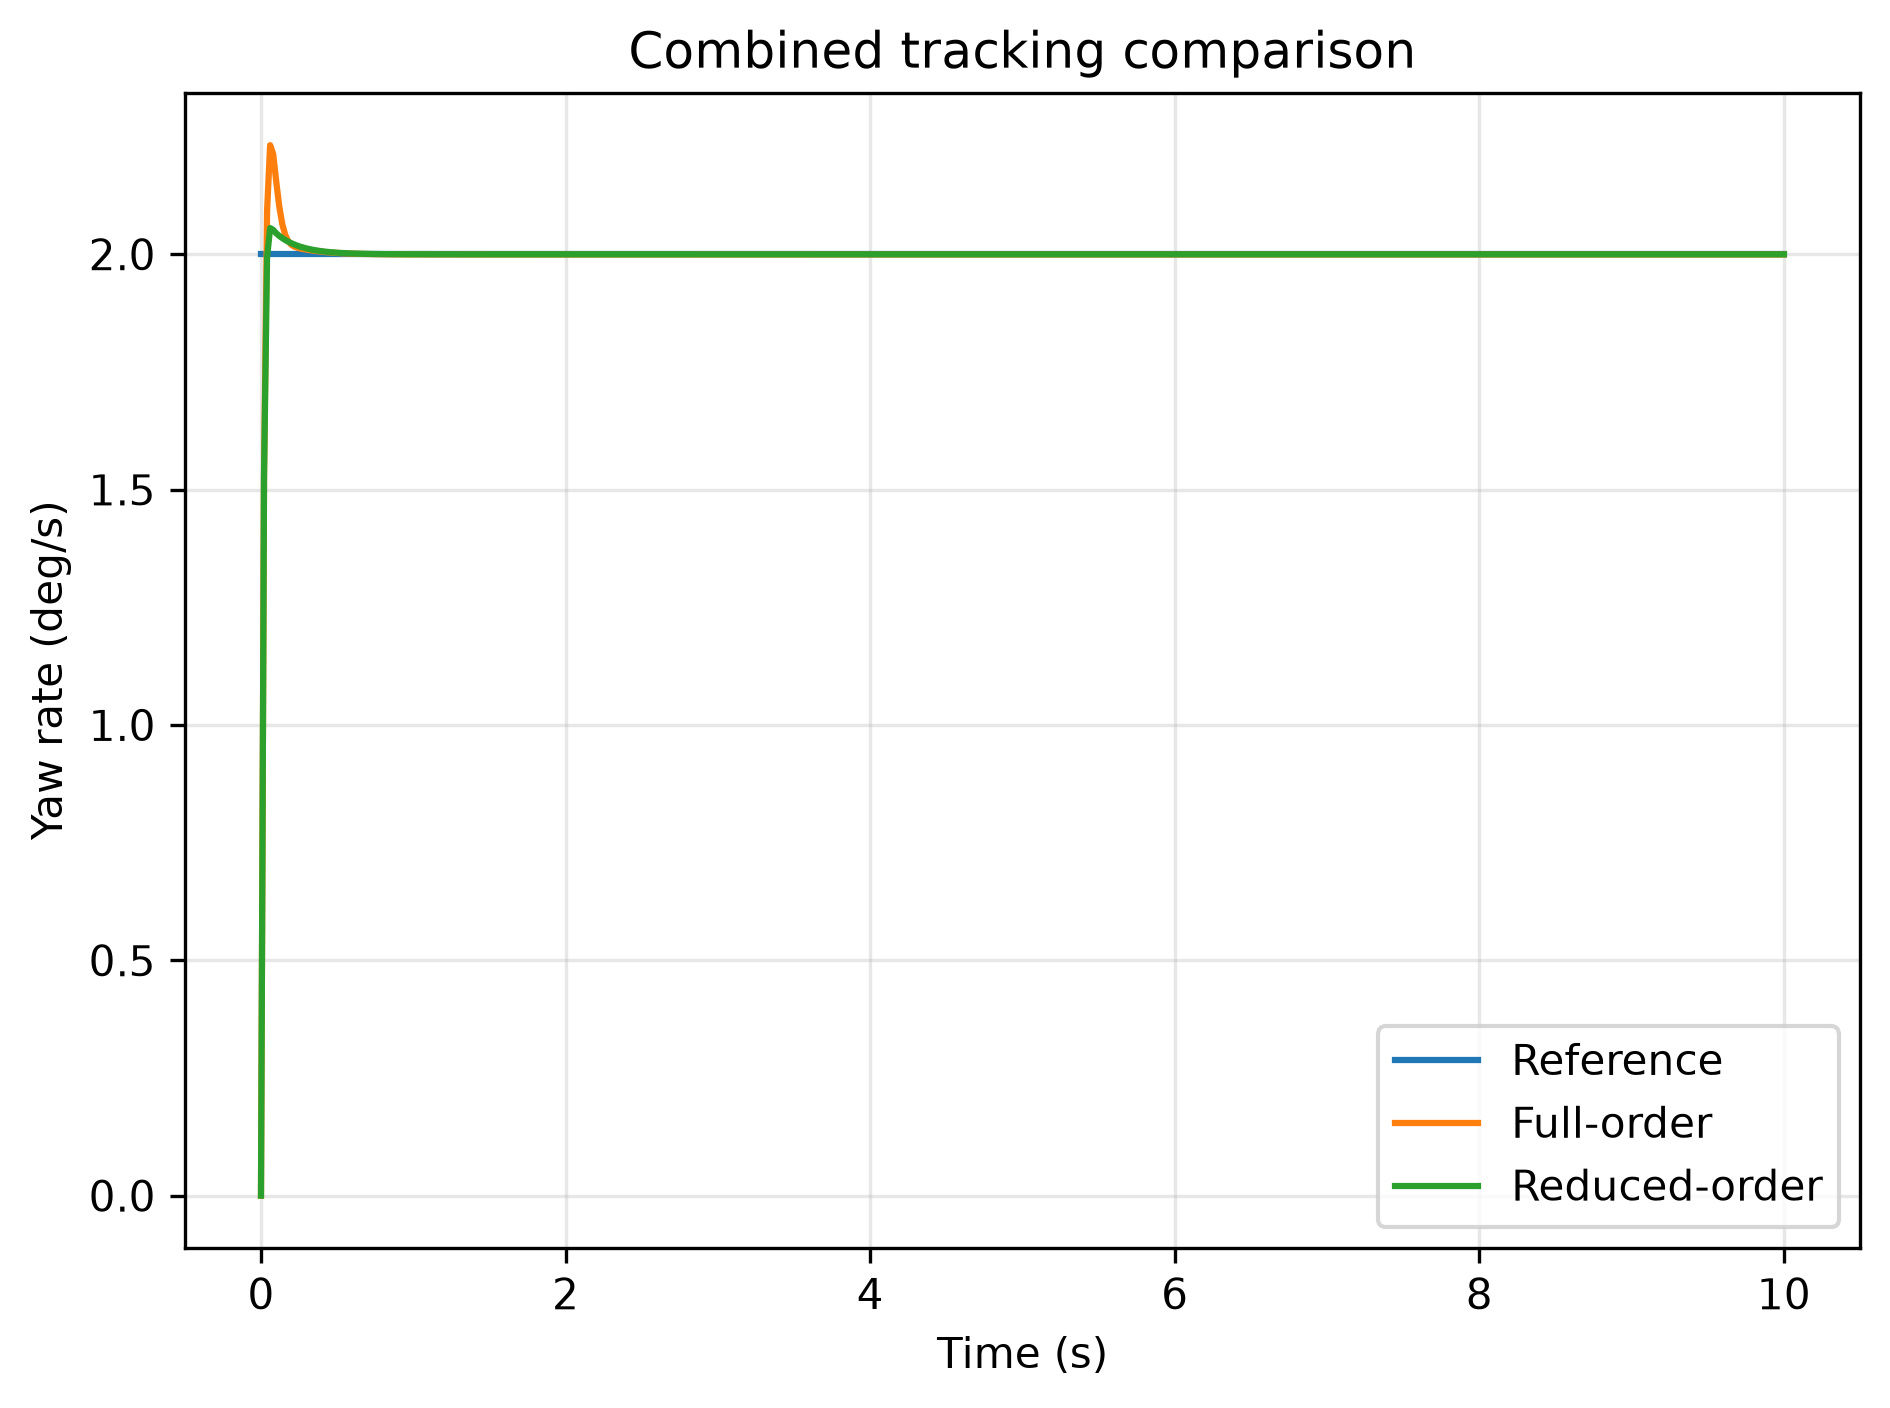 Combined tracking comparison
Yaw rate (deg/s)
2.0
1.5
1.0
0.5
0.0
0 2 4 6 8 10
Time (s)
Reference
Full-order
Reduced-order